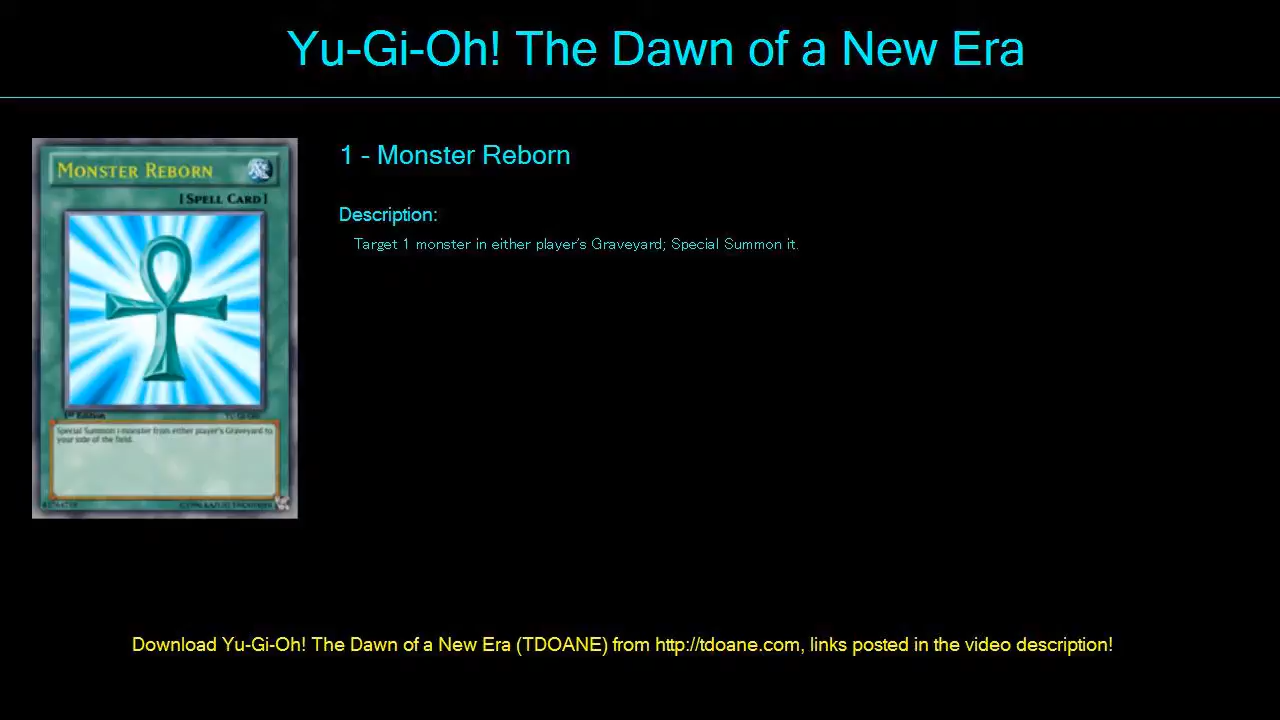 Yu-Gi-Oh! The Dawn of a New Era
MONSTER REBORN
[SPELL CARD]
1st Edition
Special Summon 1 monster from either player's Graveyard to
your side of the field.
1 - Monster Reborn
Description:
Target 1 monster in either player's Graveyard; Special Summon it.
Download Yu-Gi-Oh! The Dawn of a New Era (TDOANE) from http://tdoane.com, links posted in the video description!